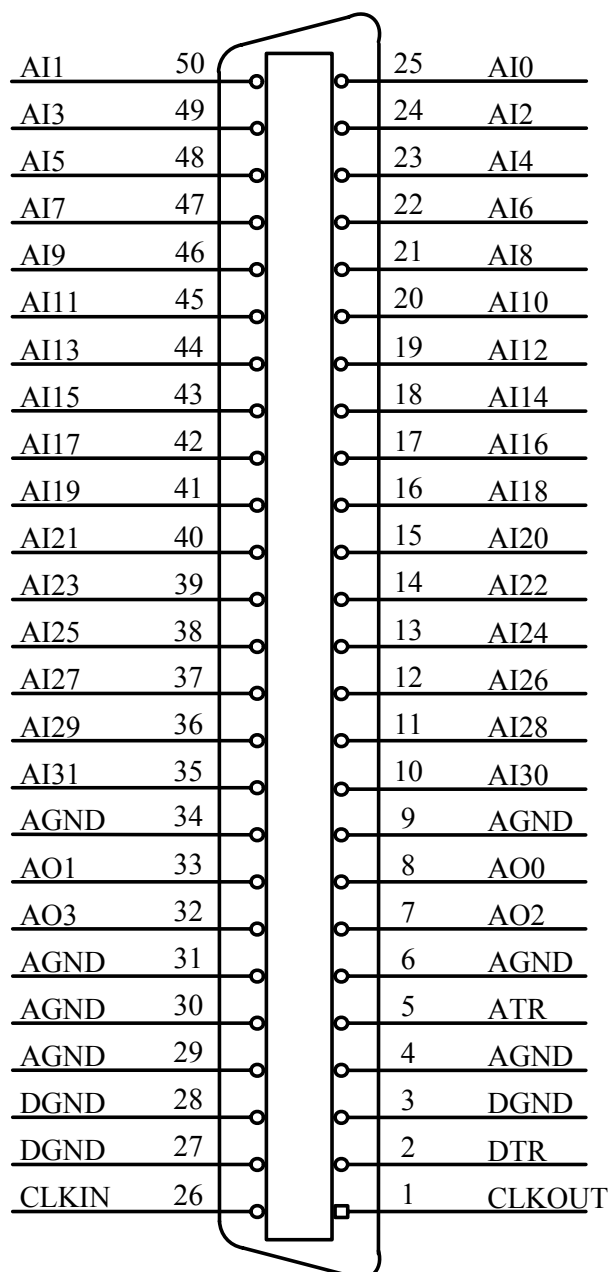 AI1 50 25 AI0
AI3 49 24 AI2
AI5 48 23 AI4
AI7 47 22 AI6
AI9 46 21 AI8
AI11 45 20 AI10
AI13 44 19 AI12
AI15 43 18 AI14
AI17 42 17 AI16
AI19 41 16 AI18
AI21 40 15 AI20
AI23 39 14 AI22
AI25 38 13 AI24
AI27 37 12 AI26
AI29 36 11 AI28
AI31 35 10 AI30
AGND 34 9 AGND
AO1 33 8 AO0
AO3 32 7 AO2
AGND 31 6 AGND
AGND 30 5 ATR
AGND 29 4 AGND
DGND 28 3 DGND
DGND 27 2 DTR
CLKIN 26 1 CLKOUT